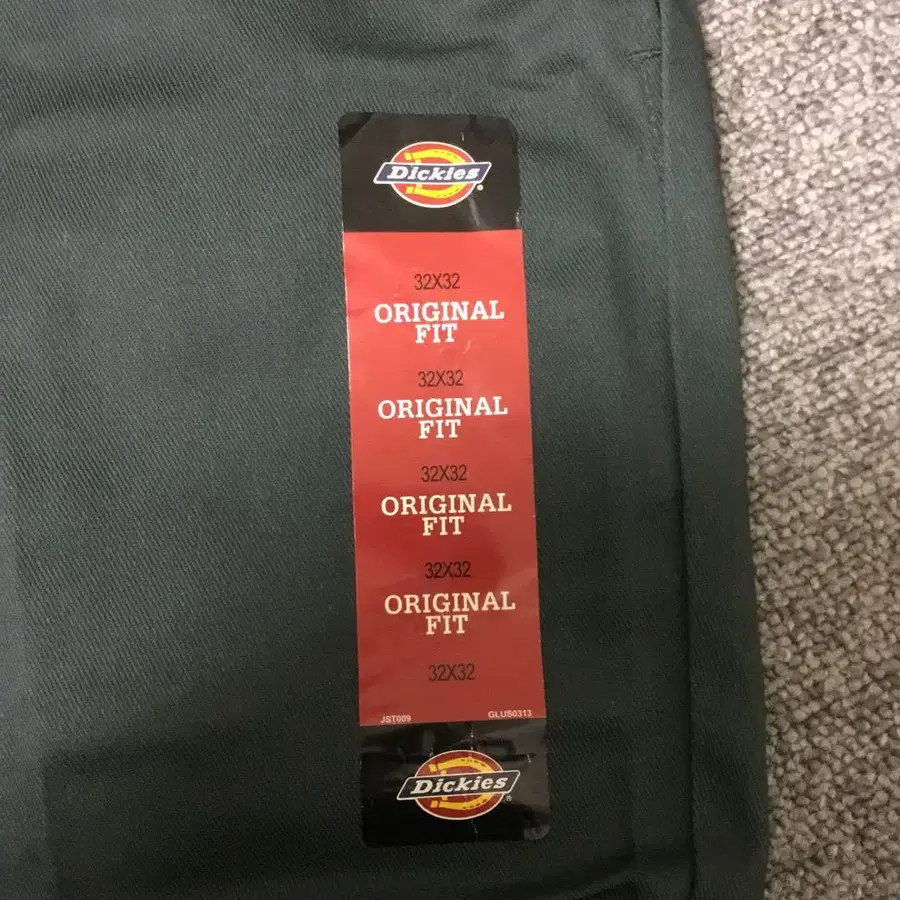 Dickies
32X32
ORIGINAL
FIT
32X32
ORIGINAL
FIT
32X32
ORIGINAL
FIT
32X32
ORIGINAL
FIT
32X32
JST009 GLUS0313
Dickies